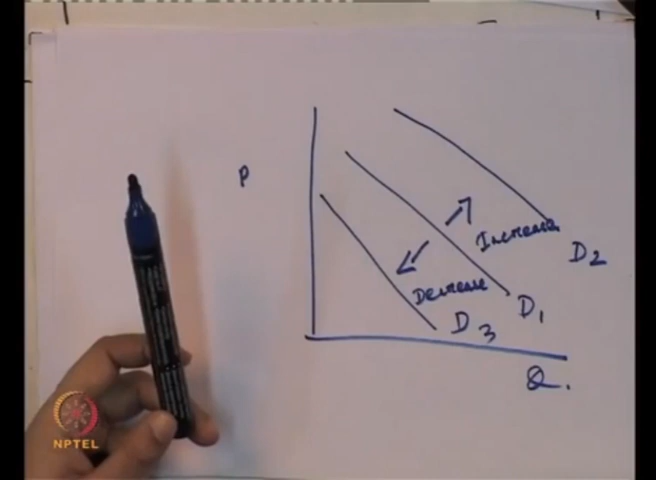 P
Increase
D2
Decrease
D1
D3
Q.
NPTEL